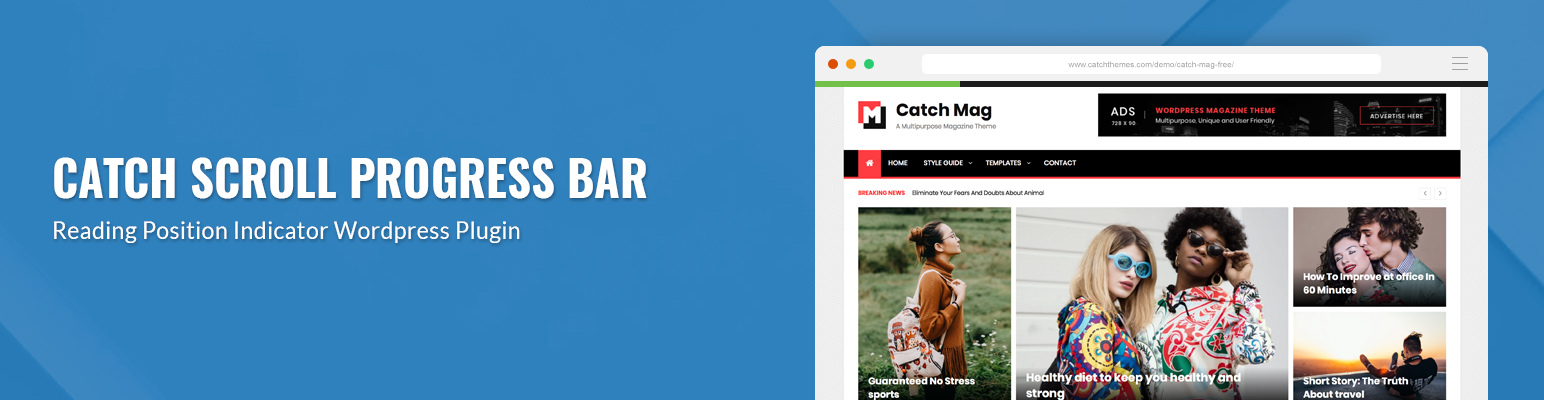 CATCH SCROLL PROGRESS BAR
Reading Position Indicator Wordpress Plugin
www.catchthemes.com/demo/catch-mag-free/
M
Catch Mag
A Multipurpose Magazine Theme
ADS
728 X 90
WORDPRESS MAGAZINE THEME
Multipurpose, Unique and User Friendly
ADVERTISE HERE
HOME STYLE GUIDE TEMPLATES CONTACT
BREAKING NEWS Eliminate Your Fears And Doubts About Animal
Guaranteed No Stress
sports
Healthy diet to keep you healthy and
strong
How To Improve at office In
60 Minutes
Short Story: The Truth
About travel